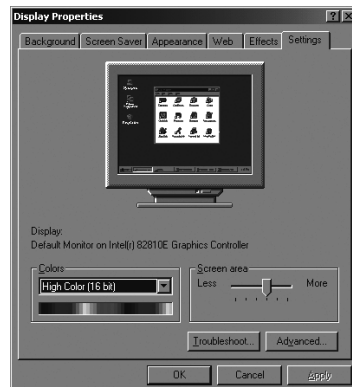 Display Properties
Background Screen Saver Appearance Web Effects Settings
Display:
Default Monitor on Intel(r) 82810E Graphics Controller
Colors
High Color (16 bit)
Screen area
Less More
Troubleshoot... Advanced...
OK Cancel Apply